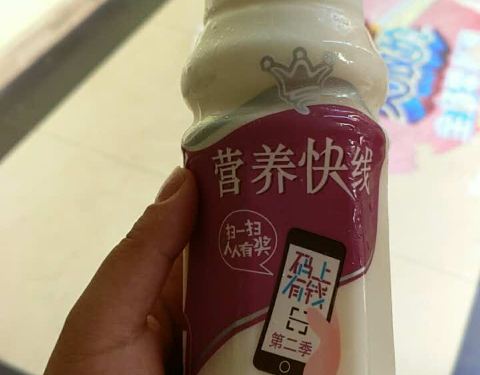 营养快线
扫一扫
人人有奖
码上
有钱
第二季